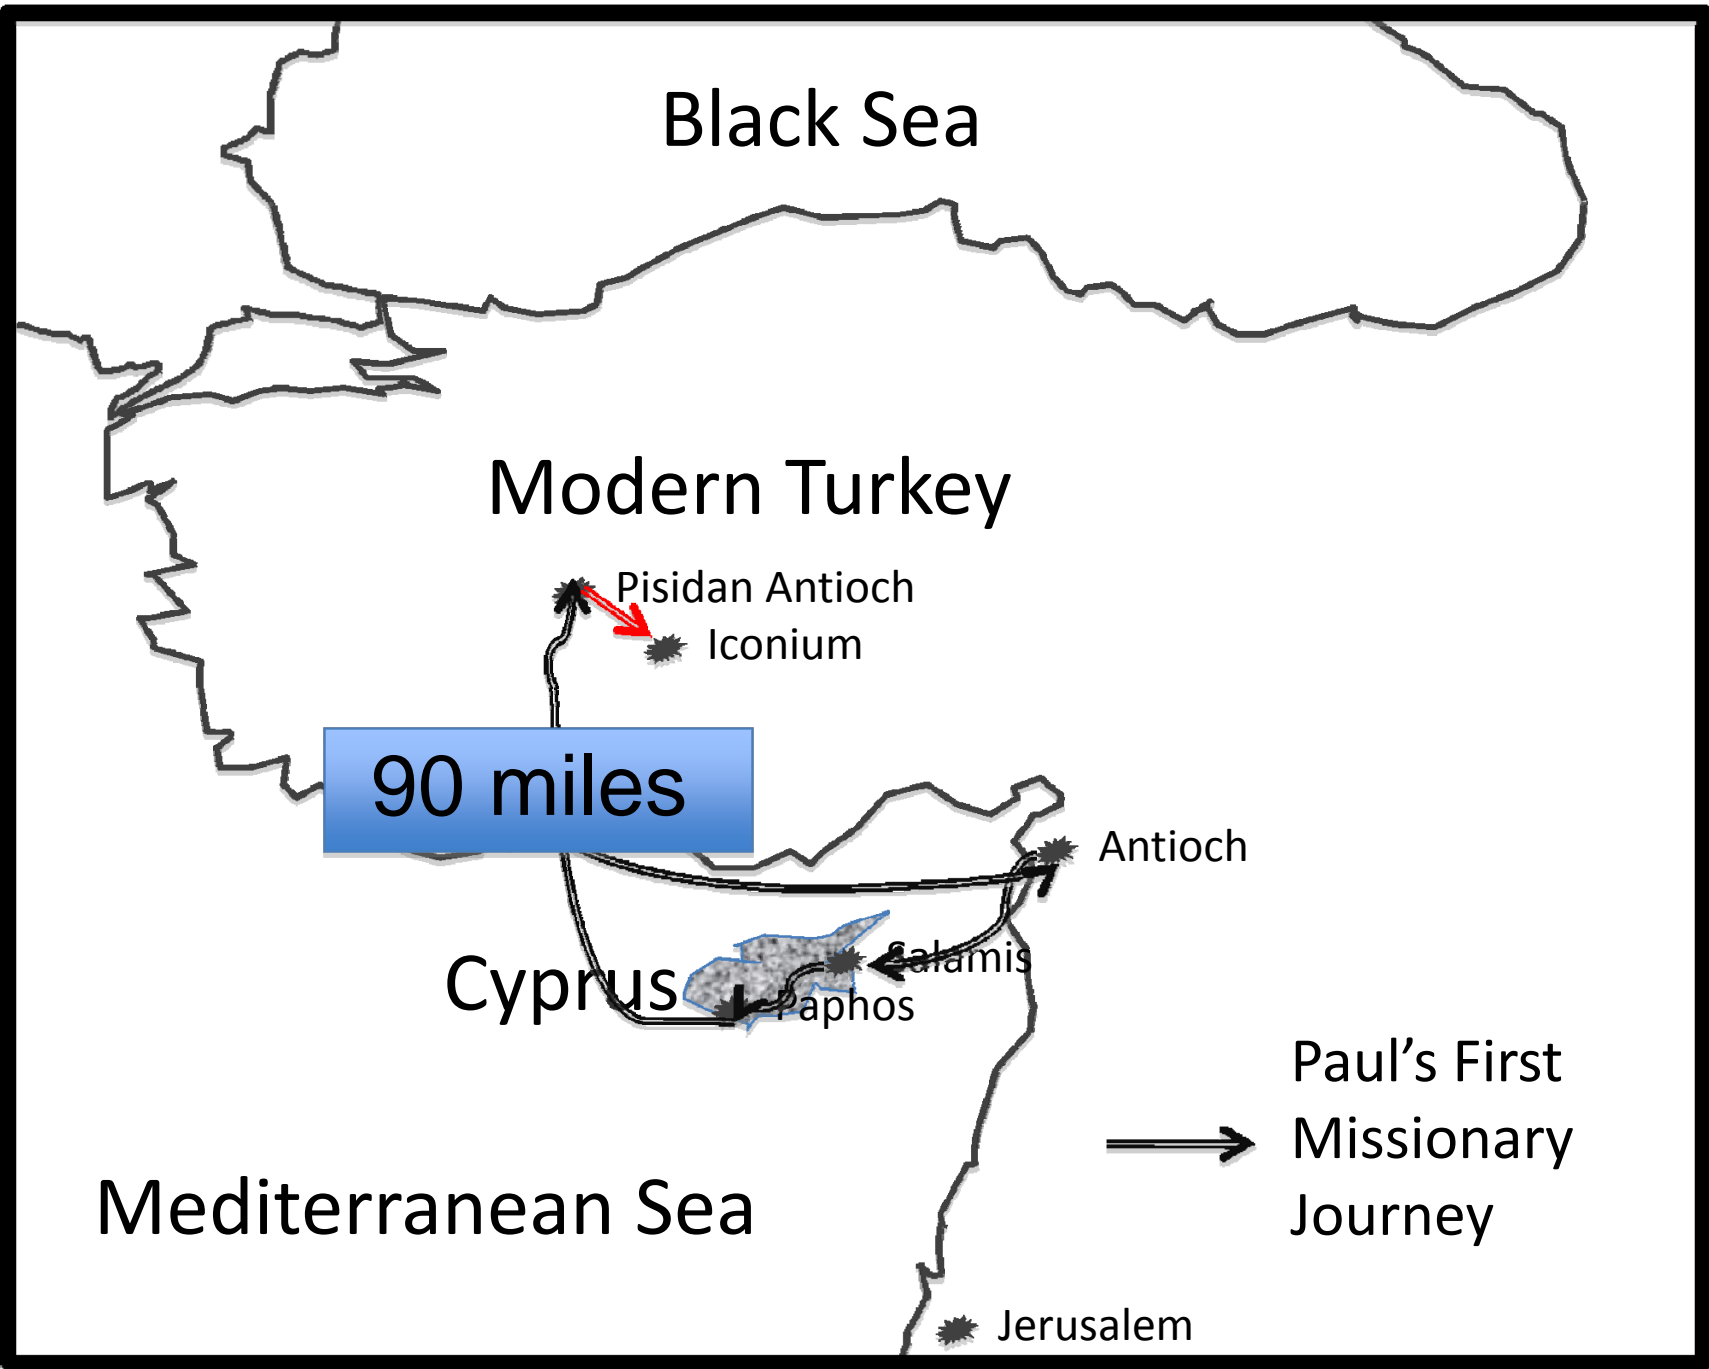 Black Sea
Modern Turkey
Pisidan Antioch
Iconium
90 miles
Antioch
Salamis
Cyprus
Paphos
Paul’s First
Missionary
Journey
Mediterranean Sea
Jerusalem